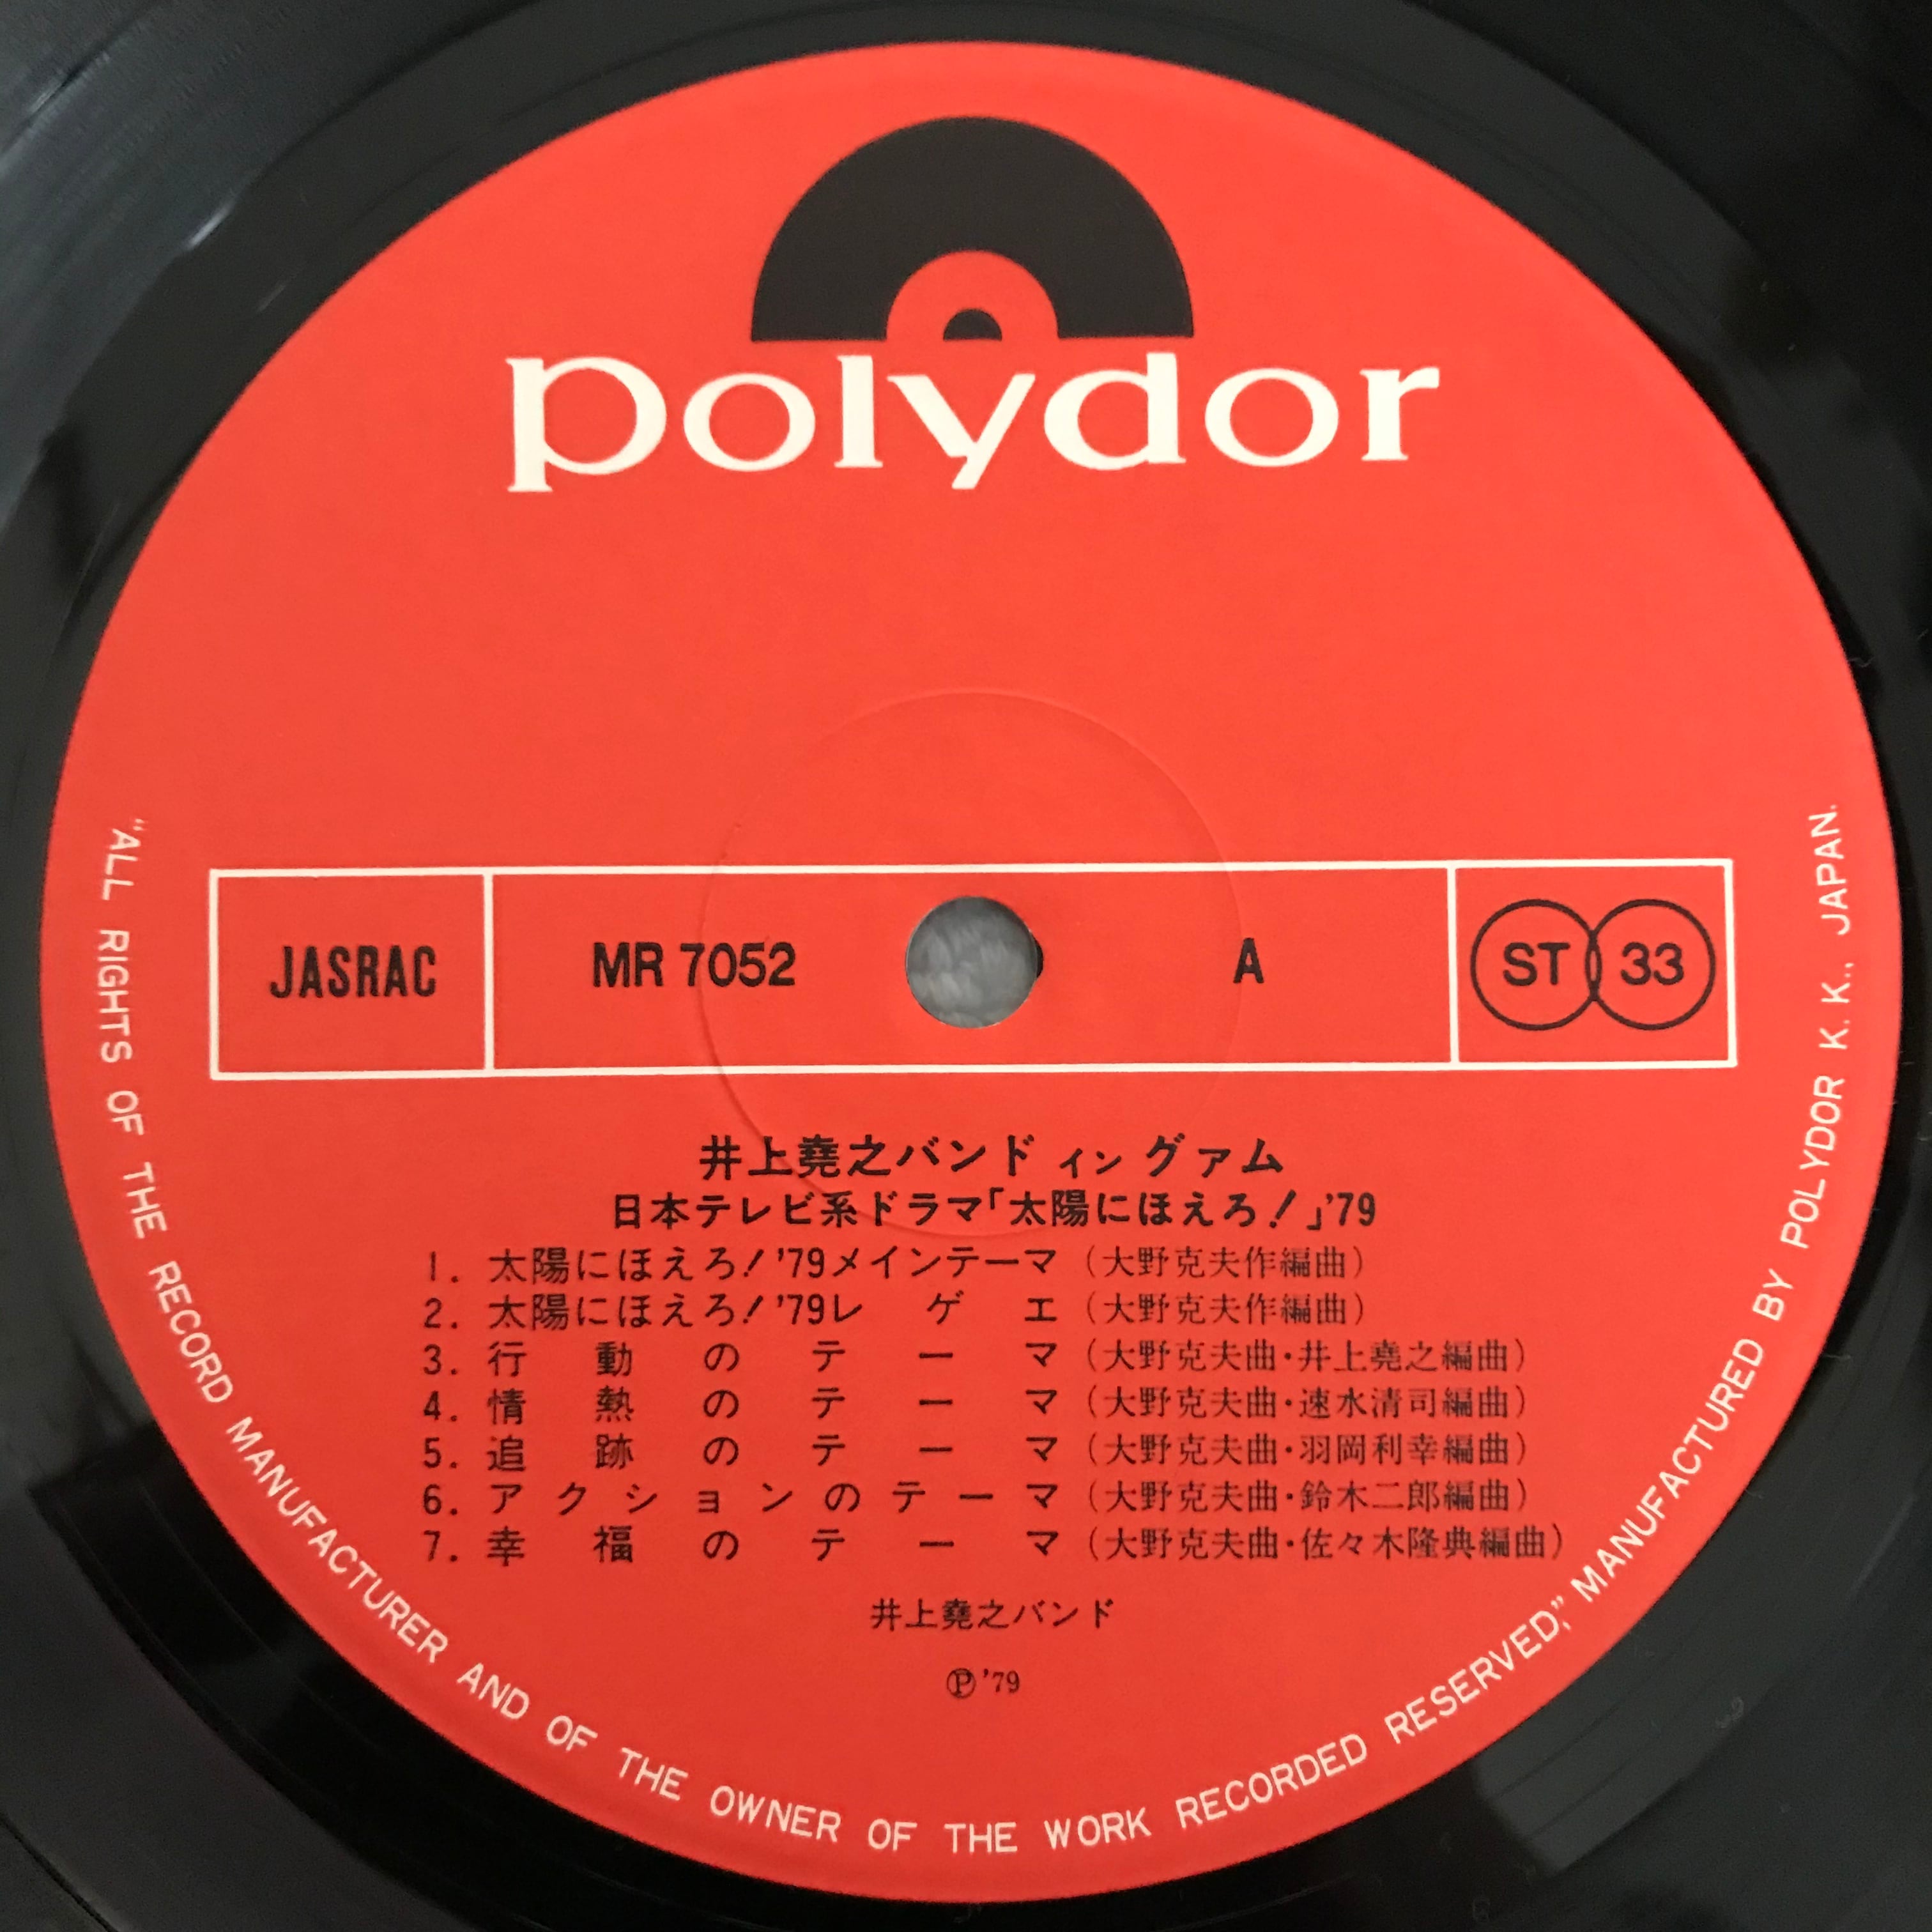 polydor
JASRAC
MR 7052
A
ST 33
井上堯之バンド イン グァム
日本テレビ系ドラマ「太陽にほえろ!」'79
1. 太陽にほえろ!'79メインテーマ (大野克夫作編曲)
2. 太陽にほえろ!'79レゲエ (大野克夫作編曲)
3. 行動のテーマ (大野克夫曲・井上堯之編曲)
4. 情熱のテーマ (大野克夫曲・速水清司編曲)
5. 追跡のテーマ (大野克夫曲・羽岡利幸編曲)
6. アクションのテーマ (大野克夫曲・鈴木二郎編曲)
7. 幸福のテーマ (大野克夫曲・佐々木隆典編曲)
井上堯之バンド
℗'79
"ALL RIGHTS OF THE RECORD MANUFACTURER AND OF THE OWNER OF THE WORK RECORDED RESERVED," MANUFACTURED BY POLYDOR K. K., JAPAN.